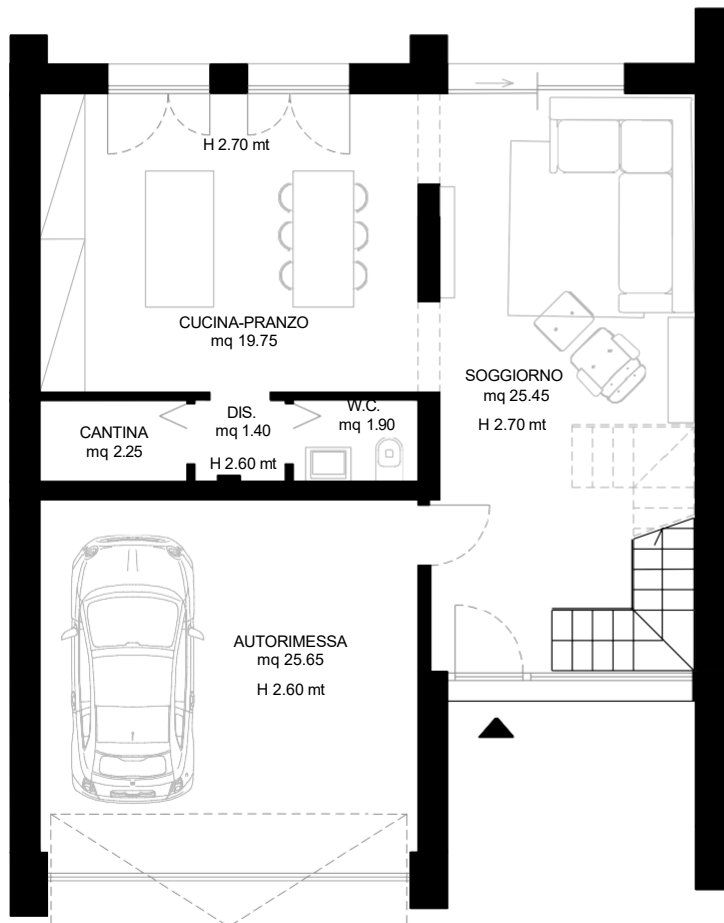 H 2.70 mt
CUCINA-PRANZO
mq 19.75
SOGGIORNO
mq 25.45
H 2.70 mt
CANTINA
mq 2.25
DIS.
mq 1.40
H 2.60 mt
W.C.
mq 1.90
AUTORIMESSA
mq 25.65
H 2.60 mt